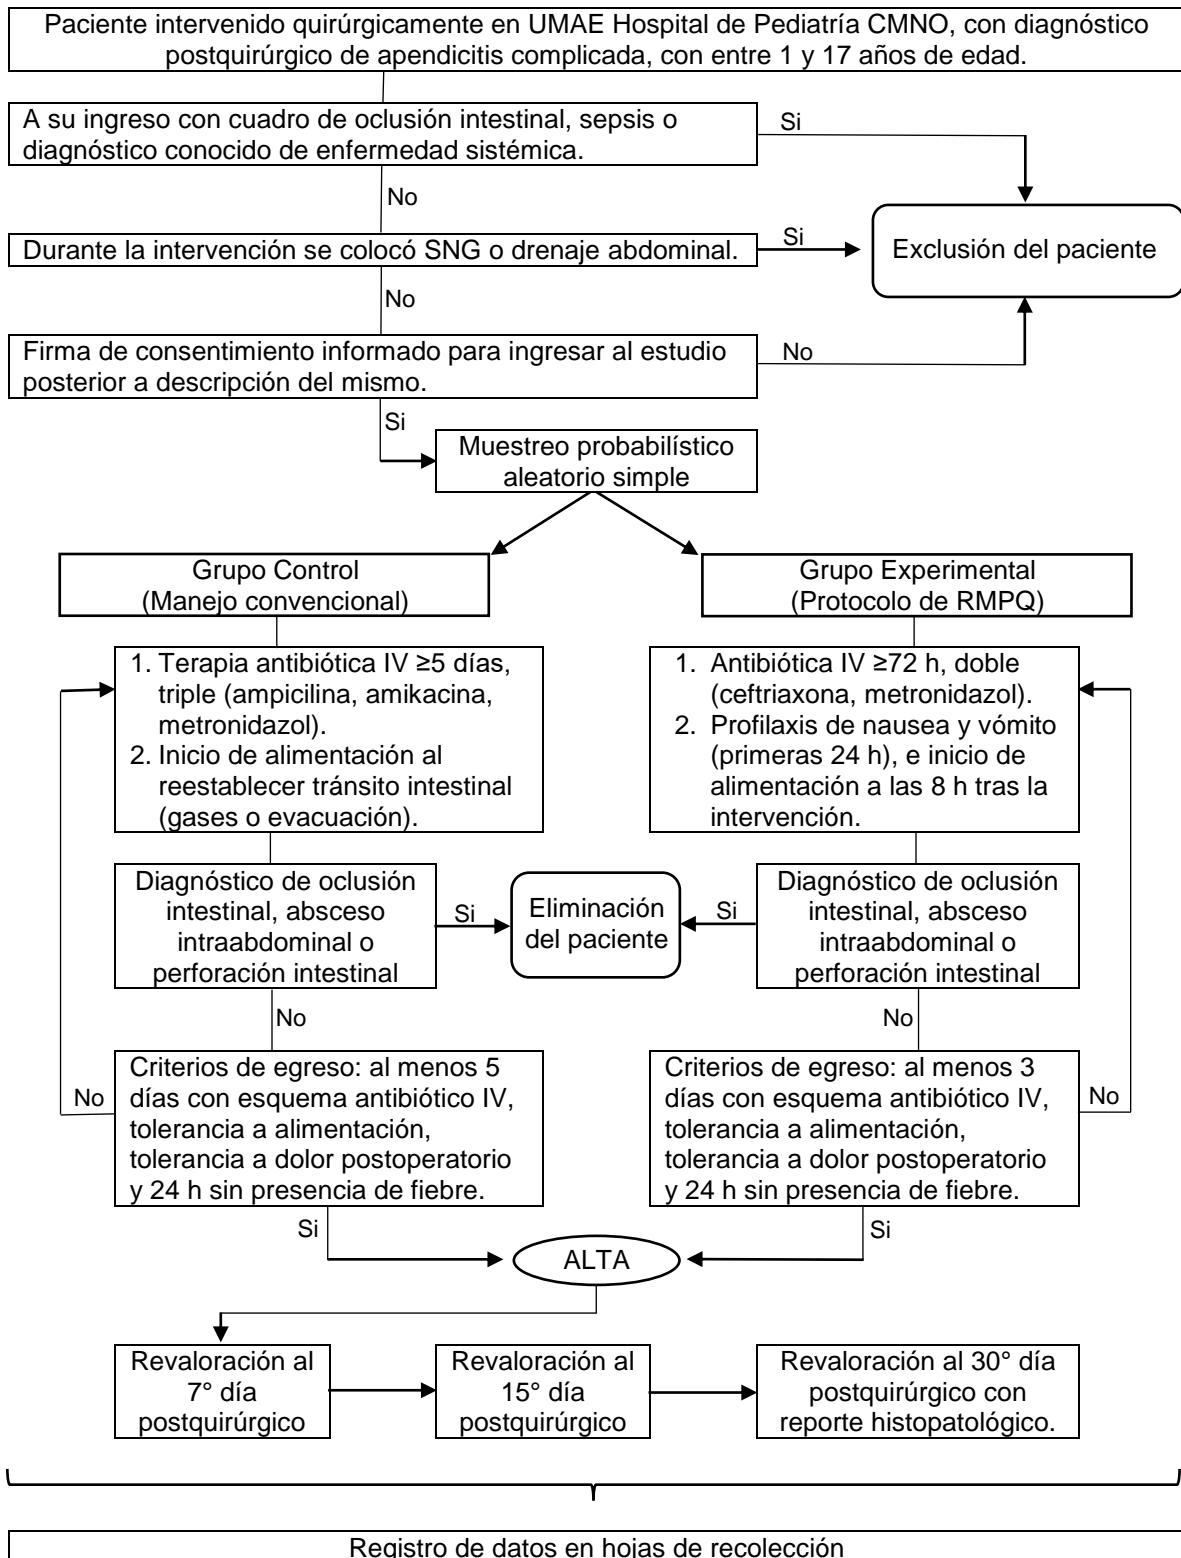 Paciente intervenido quirúrgicamente en UMAE Hospital de Pediatría CMNO, con diagnóstico
postquirúrgico de apendicitis complicada, con entre 1 y 17 años de edad.
A su ingreso con cuadro de oclusión intestinal, sepsis o
diagnóstico conocido de enfermedad sistémica.
Si
No
Durante la intervención se colocó SNG o drenaje abdominal.
Si
Exclusión del paciente
No
Firma de consentimiento informado para ingresar al estudio
posterior a descripción del mismo.
No
Si
Muestreo probabilístico
aleatorio simple
Grupo Control
(Manejo convencional)
Grupo Experimental
(Protocolo de RMPQ)
1. Terapia antibiótica IV ≥5 días,
triple (ampicilina, amikacina,
metronidazol).
2. Inicio de alimentación al
reestablecer tránsito intestinal
(gases o evacuación).
1. Antibiótica IV ≥72 h, doble
(ceftriaxona, metronidazol).
2. Profilaxis de nausea y vómito
(primeras 24 h), e inicio de
alimentación a las 8 h tras la
intervención.
Diagnóstico de oclusión
intestinal, absceso
intraabdominal o
perforación intestinal
Si
Eliminación
del paciente
Si
Diagnóstico de oclusión
intestinal, absceso
intraabdominal o
perforación intestinal
No
No
No
Criterios de egreso: al menos 5
días con esquema antibiótico IV,
tolerancia a alimentación,
tolerancia a dolor postoperatorio
y 24 h sin presencia de fiebre.
Criterios de egreso: al menos 3
días con esquema antibiótico IV,
tolerancia a alimentación,
tolerancia a dolor postoperatorio
y 24 h sin presencia de fiebre.
No
Si
Si
ALTA
Revaloración al
7° día
postquirúrgico
Revaloración al
15° día
postquirúrgico
Revaloración al 30° día
postquirúrgico con
reporte histopatológico.
Registro de datos en hojas de recolección